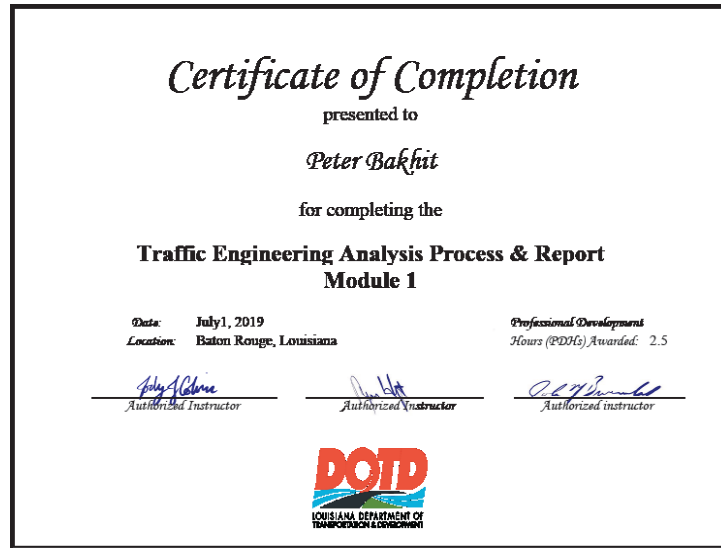 Certificate of Completion
presented to
Peter Bakhit
for completing the
Traffic Engineering Analysis Process & Report
Module 1
Date: July1, 2019
Location: Baton Rouge, Louisiana
Professional Development
Hours (PDHs) Awarded: 2.5
Authorized Instructor
Authorized Instructor
Authorized instructor
DOTD
LOUISIANA DEPARTMENT OF
TRANSPORTATION & DEVELOPMENT